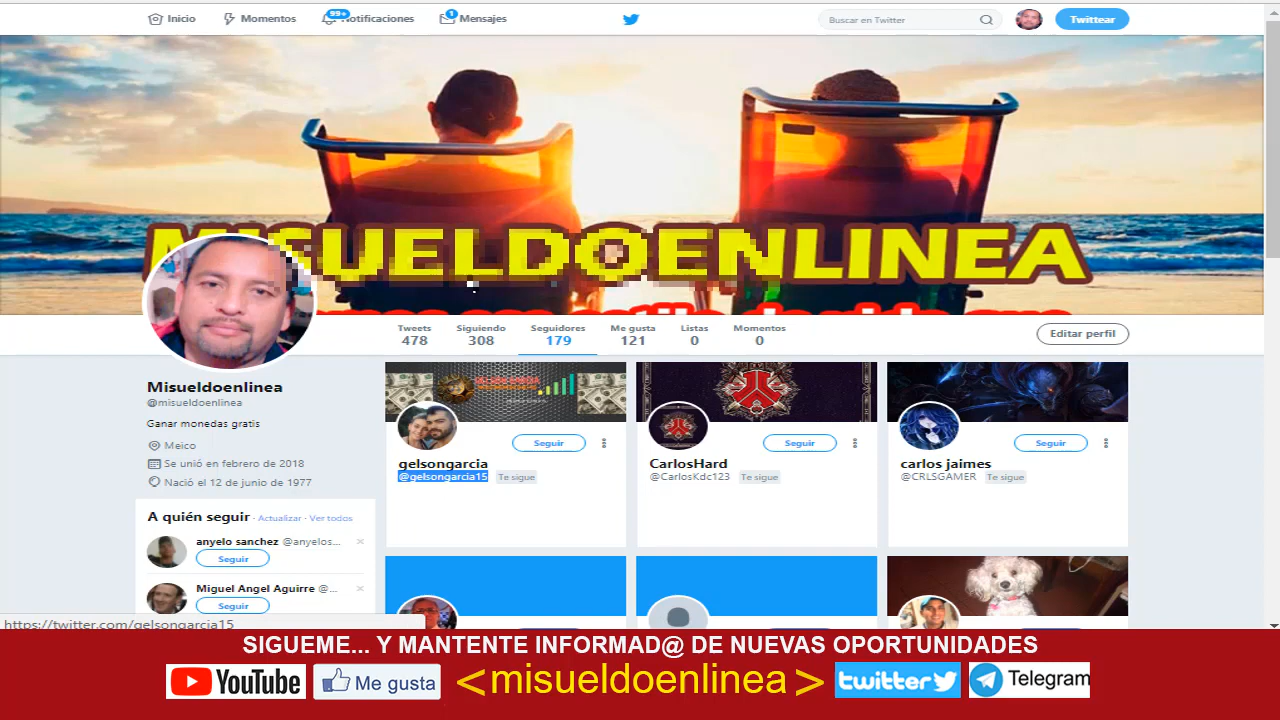 Inicio
Momentos
99+
Notificaciones
1
Mensajes
Buscar en Twitter
Twittear
MISUELDOENLINEA
Tweets
478
Siguiendo
308
Seguidores
179
Me gusta
121
Listas
0
Momentos
0
Editar perfil
Misueldoenlinea
@misueldoenlinea
Ganar monedas gratis
Meico
Se unió en febrero de 2018
Nació el 12 de junio de 1977
A quién seguir · Actualizar · Ver todos
anyelo sanchez @anyelos...
Seguir
Miguel Angel Aguirre @...
Seguir
Seguir
gelsongarcia
@gelsongarcia15 Te sigue
Seguir
CarlosHard
@CarlosKdc123 Te sigue
Seguir
carlos jaimes
@CRLSGAMER Te sigue
https://twitter.com/gelsongarcia15
SIGUEME... Y MANTENTE INFORMAD@ DE NUEVAS OPORTUNIDADES
YouTube
Me gusta
<misueldoenlinea>
twitter
Telegram